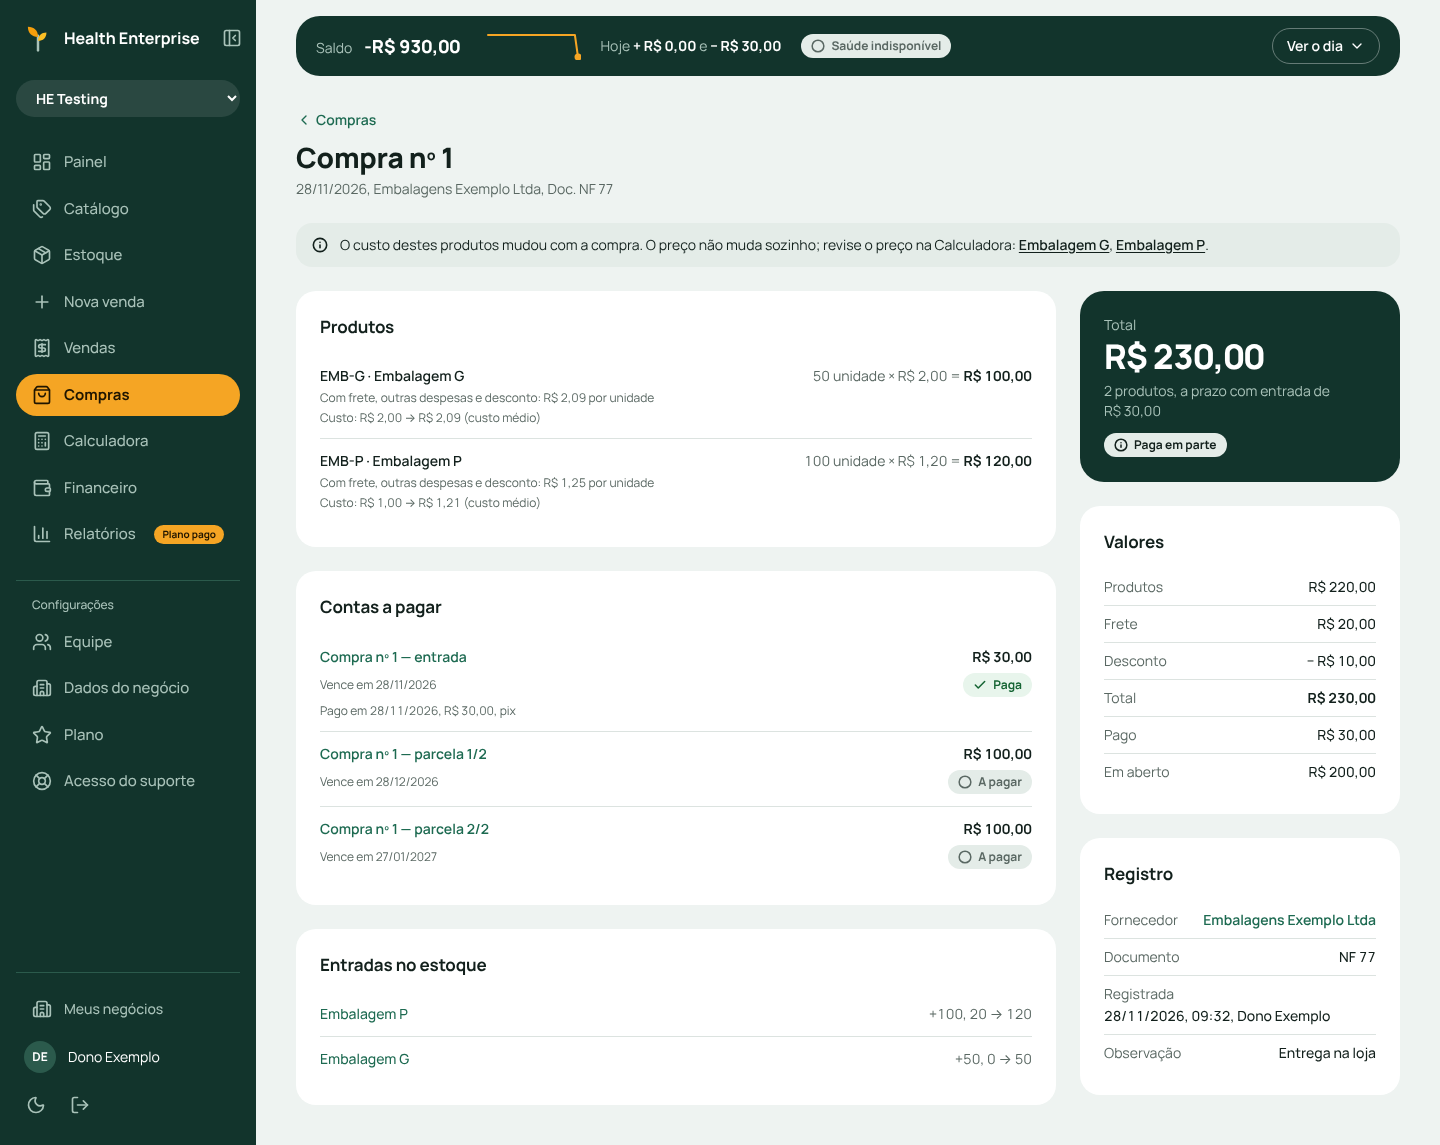 Health Enterprise
HE Testing
Painel
Catálogo
Estoque
Nova venda
Vendas
Compras
Calculadora
Financeiro
Relatórios Plano pago
Configurações
Equipe
Dados do negócio
Plano
Acesso do suporte
Meus negócios
DE Dono Exemplo
Saldo -R$ 930,00 Hoje + R$ 0,00 e − R$ 30,00 Saúde indisponível Ver o dia
Compras
Compra nº 1
28/11/2026, Embalagens Exemplo Ltda, Doc. NF 77
O custo destes produtos mudou com a compra. O preço não muda sozinho; revise o preço na Calculadora: Embalagem G, Embalagem P.
Produtos
EMB-G · Embalagem G 50 unidade × R$ 2,00 = R$ 100,00
Com frete, outras despesas e desconto: R$ 2,09 por unidade
Custo: R$ 2,00 → R$ 2,09 (custo médio)
EMB-P · Embalagem P 100 unidade × R$ 1,20 = R$ 120,00
Com frete, outras despesas e desconto: R$ 1,25 por unidade
Custo: R$ 1,00 → R$ 1,21 (custo médio)
Contas a pagar
Compra nº 1 — entrada R$ 30,00
Vence em 28/11/2026 Paga
Pago em 28/11/2026, R$ 30,00, pix
Compra nº 1 — parcela 1/2 R$ 100,00
Vence em 28/12/2026 A pagar
Compra nº 1 — parcela 2/2 R$ 100,00
Vence em 27/01/2027 A pagar
Entradas no estoque
Embalagem P +100, 20 → 120
Embalagem G +50, 0 → 50
Total
R$ 230,00
2 produtos, a prazo com entrada de
R$ 30,00
Paga em parte
Valores
Produtos R$ 220,00
Frete R$ 20,00
Desconto − R$ 10,00
Total R$ 230,00
Pago R$ 30,00
Em aberto R$ 200,00
Registro
Fornecedor Embalagens Exemplo Ltda
Documento NF 77
Registrada
28/11/2026, 09:32, Dono Exemplo
Observação Entrega na loja